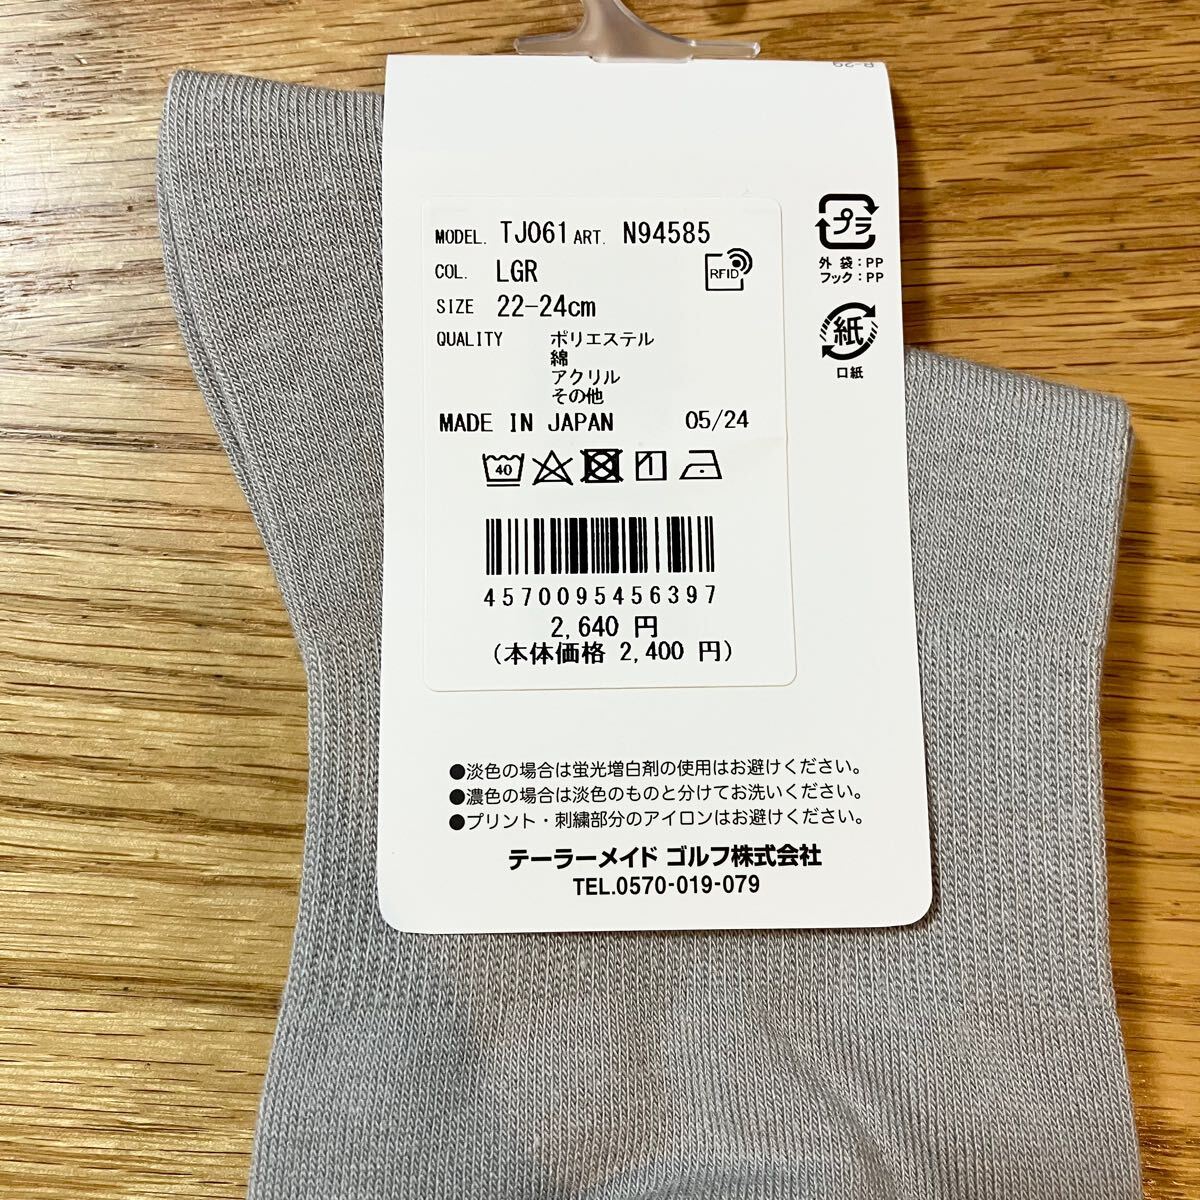 MODEL. TJ061 ART. N94585
COL. LGR
RFID
SIZE 22-24cm
QUALITY ポリエステル
綿
アクリル
その他
MADE IN JAPAN 05/24
40
4570095456397
2,640 円
(本体価格 2,400 円)
プラ
外 袋：PP
フック：PP
紙
口紙
●淡色の場合は蛍光増白剤の使用はお避けください。
●濃色の場合は淡色のものと分けてお洗いください。
●プリント・刺繍部分のアイロンはお避けください。
テーラーメイド ゴルフ株式会社
TEL.0570-019-079